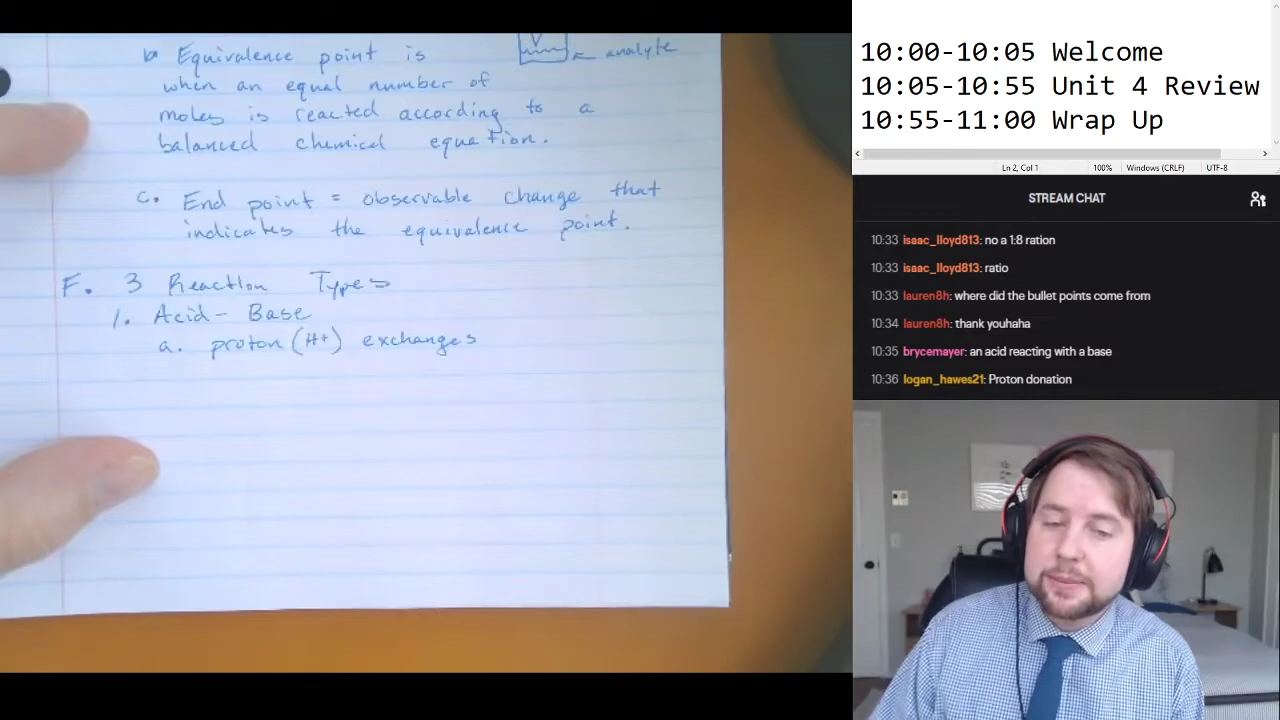 b. Equivalence point is
analyte
when an equal number of
moles is reacted according to a
balanced chemical equation.
c. End point = observable change that
indicates the equivalence point.
F. 3 Reaction Types
1. Acid - Base
a. proton (H+) exchanges
10:00-10:05 Welcome
10:05-10:55 Unit 4 Review
10:55-11:00 Wrap Up
Ln 2, Col 1 100% Windows (CRLF) UTF-8
STREAM CHAT
10:33 isaac_lloyd813: no a 1:8 ration
10:33 isaac_lloyd813: ratio
10:33 lauren8h: where did the bullet points come from
10:34 lauren8h: thank youhaha
10:35 brycemayer: an acid reacting with a base
10:36 logan_hawes21: Proton donation